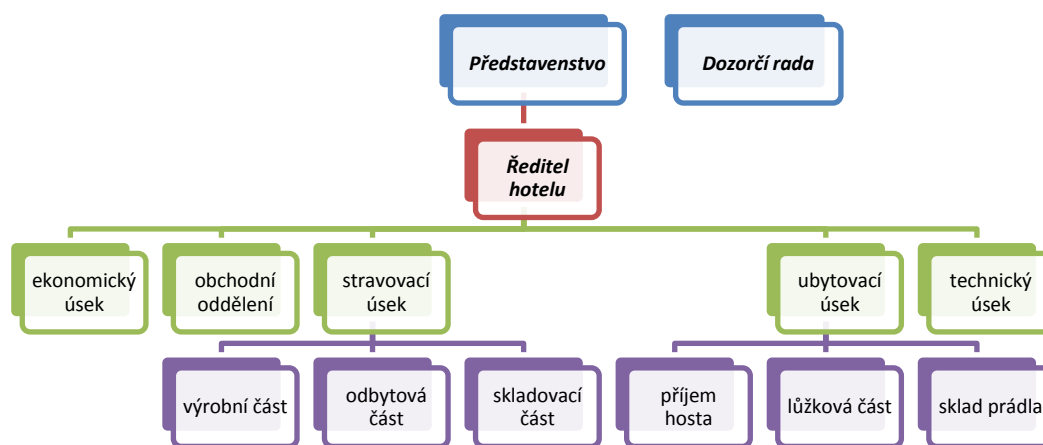 Představenstvo
Dozorčí rada
Ředitel
hotelu
ekonomický
úsek
obchodní
oddělení
stravovací
úsek
ubytovací
úsek
technický
úsek
výrobní část
odbytová
část
skladovací
část
příjem
hosta
lůžková část
sklad prádla